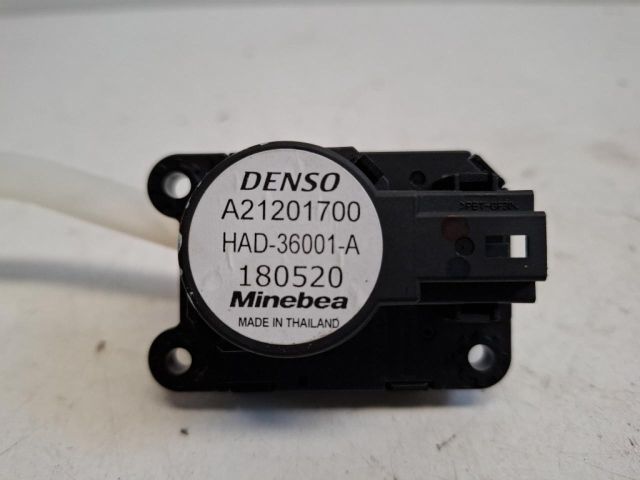 DENSO
A21201700
HAD-36001-A
180520
Minebea
MADE IN THAILAND